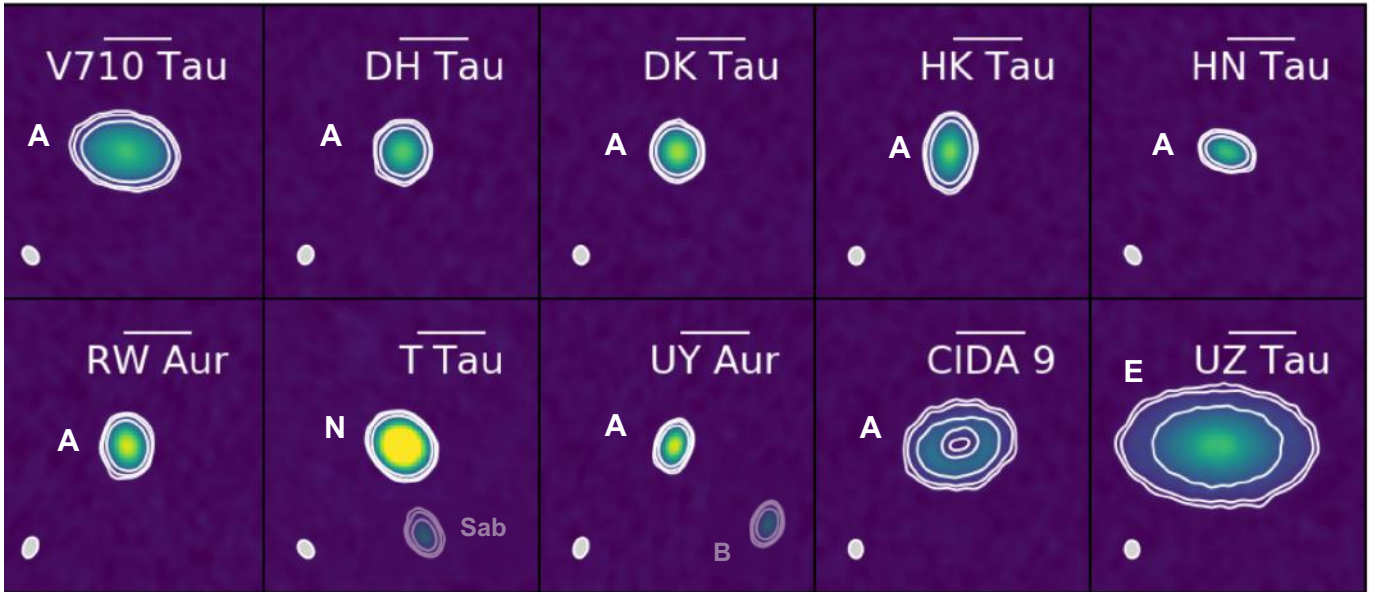 V710 Tau
A
DH Tau
A
DK Tau
A
HK Tau
A
HN Tau
A
RW Aur
A
T Tau
N
Sab
UY Aur
A
B
CIDA 9
A
UZ Tau
E